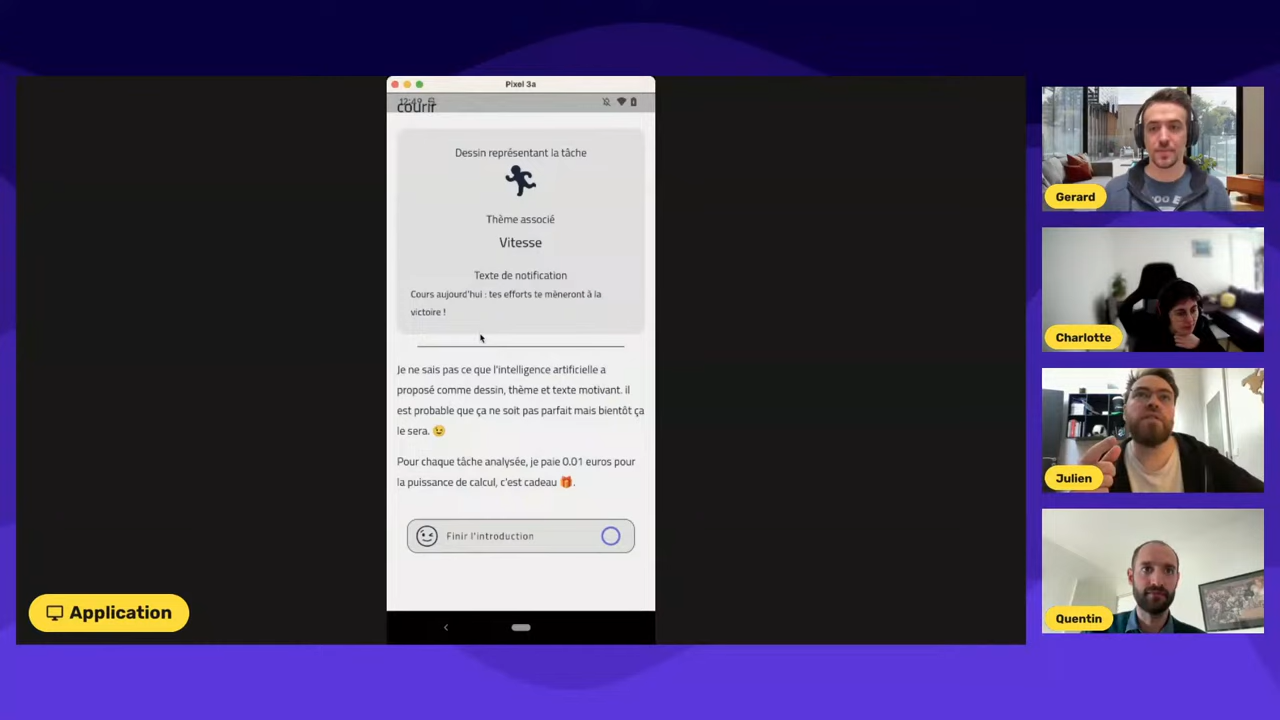 Pixel 3a
courir
Dessin représentant la tâche
Thème associé
Vitesse
Texte de notification
Cours aujourd'hui : tes efforts te mèneront à la
victoire !
Je ne sais pas ce que l'intelligence artificielle a
proposé comme dessin, thème et texte motivant. il
est probable que ça ne soit pas parfait mais bientôt ça
le sera. 😉
Pour chaque tâche analysée, je paie 0.01 euros pour
la puissance de calcul, c'est cadeau 🎁.
Finir l'introduction
Application
Gerard
Charlotte
Julien
Quentin